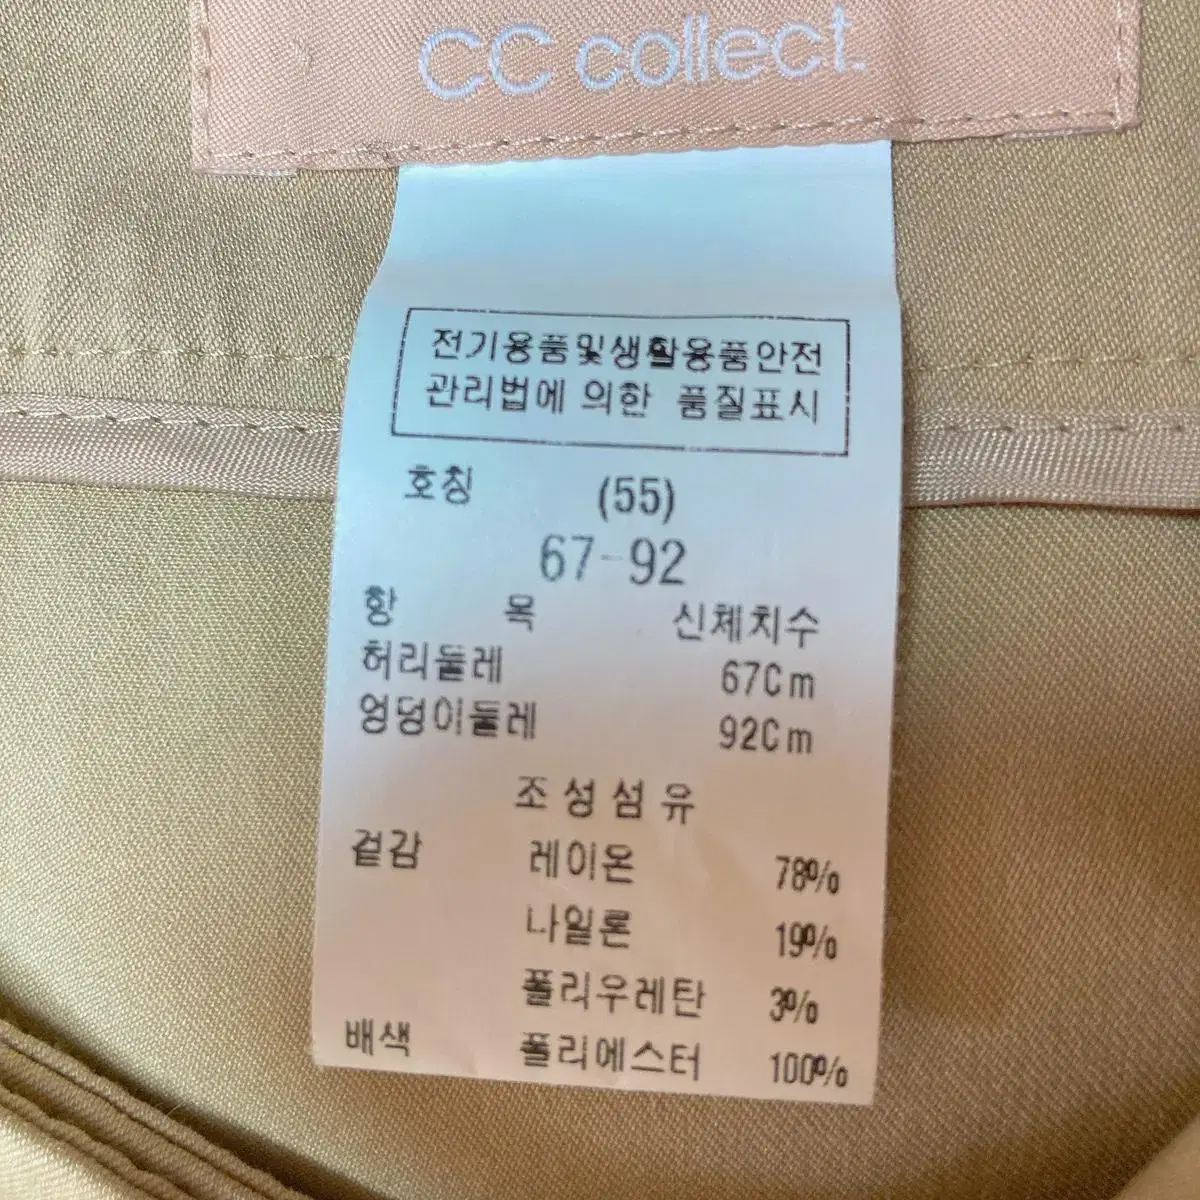 CC collect.
전기용품및생활용품안전
관리법에 의한 품질표시
호칭 (55)
67-92
항 목 신체치수
허리둘레 67Cm
엉덩이둘레 92Cm
조성섬유
겉감 레이온 78%
나일론 19%
폴리우레탄 3%
배색 폴리에스터 100%